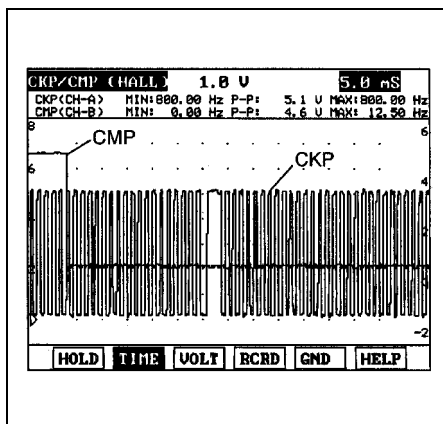 CKP/CMP (HALL) 1.0 V 5.0 mS
CKP(CH-A) MIN:800.00 Hz P-P: 5.1 V MAX:800.00 Hz
CMP(CH-B) MIN: 0.00 Hz P-P: 4.6 V MAX: 12.50 Hz
8 6
CMP
CKP
6 4
-2
HOLD TIME VOLT RCRD GND HELP